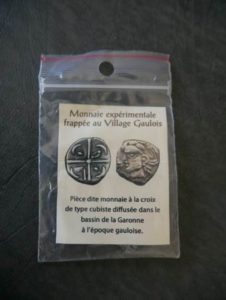 Monnaie expérimentale
frappée au Village Gaulois
Pièce dite monnaie à la croix
de type cubiste diffusée dans le
bassin de la Garonne
à l'époque gauloise.